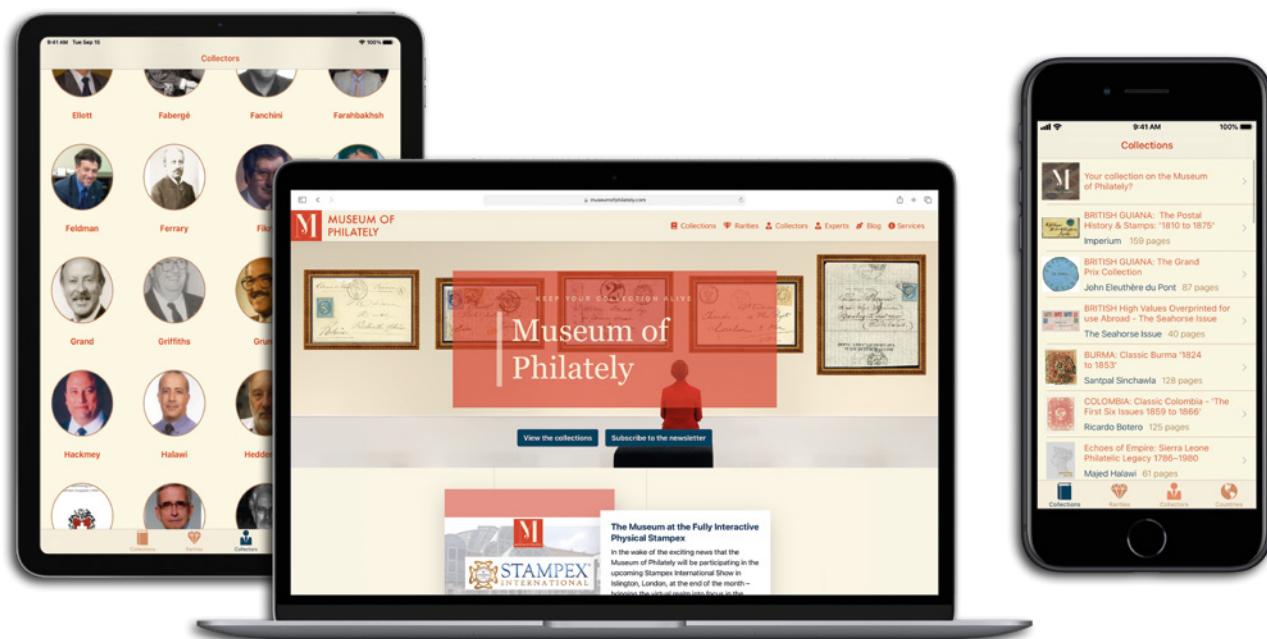 9:41 AM Tue Sep 15
100%
Collectors
Ellott
Fabergé
Fanchini
Farahbakhsh
Feldman
Ferrary
Grand
Griffiths
Hackmey
Halawi
Collections
Rarities
Collectors
museumofphilately.com
MUSEUM OF
PHILATELY
Collections
Rarities
Collectors
Experts
Blog
Services
KEEP YOUR COLLECTION ALIVE
Museum of
Philately
View the collections
Subscribe to the newsletter
STAMPEX
INTERNATIONAL
The Museum at the Fully Interactive
Physical Stampex
In the wake of the exciting news that the
Museum of Philately will be participating in the
upcoming Stampex International Show in
Islington, London, at the end of the month –
bringing the virtual realm into focus in the
9:41 AM
100%
Collections
Your collection on the Museum
of Philately?
BRITISH GUIANA: The Postal
History & Stamps: '1810 to 1875'
Imperium 159 pages
BRITISH GUIANA: The Grand
Prix Collection
John Eleuthère du Pont 87 pages
BRITISH High Values Overprinted for
use Abroad - The Seahorse Issue
The Seahorse Issue 40 pages
BURMA: Classic Burma '1824
to 1853'
Santpal Sinchawla 128 pages
COLOMBIA: Classic Colombia - 'The
First Six Issues 1859 to 1866'
Ricardo Botero 125 pages
Echoes of Empire: Sierra Leone
Philatelic Legacy 1786–1980
Majed Halawi 61 pages
Collections
Rarities
Collectors
Countries